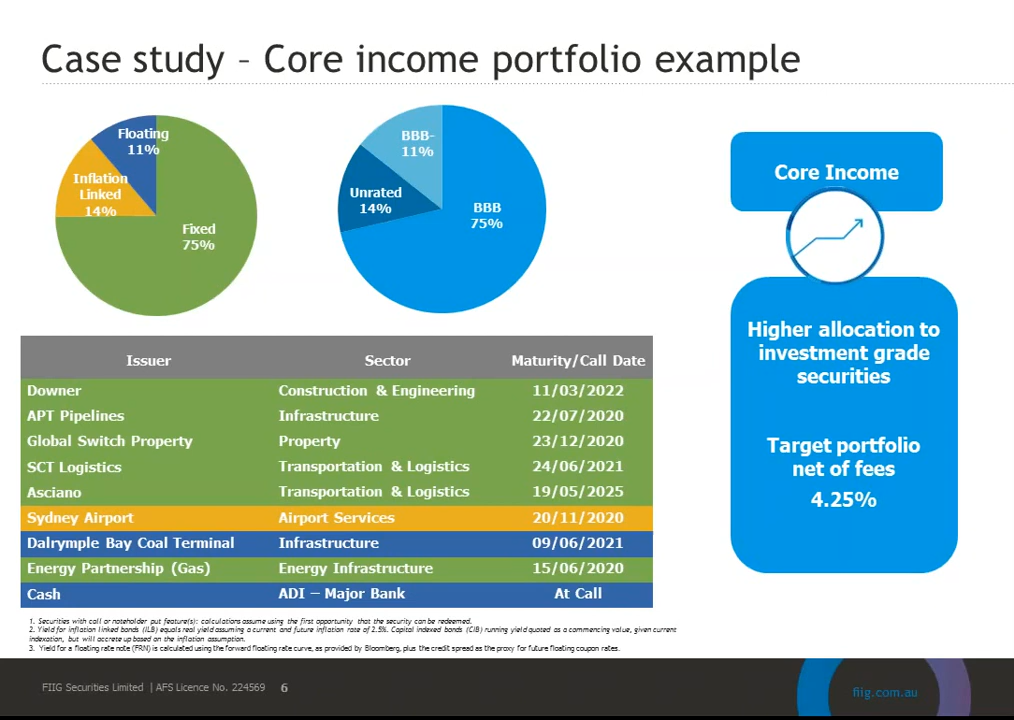 Case study – Core income portfolio example
Floating
11%
Inflation
Linked
14%
Fixed
75%
BBB-
11%
Unrated
14%
BBB
75%
Core Income
Higher allocation to
investment grade
securities
Target portfolio
net of fees
4.25%
Issuer Sector Maturity/Call Date
Downer Construction & Engineering 11/03/2022
APT Pipelines Infrastructure 22/07/2020
Global Switch Property Property 23/12/2020
SCT Logistics Transportation & Logistics 24/06/2021
Asciano Transportation & Logistics 19/05/2025
Sydney Airport Airport Services 20/11/2020
Dalrymple Bay Coal Terminal Infrastructure 09/06/2021
Energy Partnership (Gas) Energy Infrastructure 15/06/2020
Cash ADI – Major Bank At Call
1. Securities with call or noteholder put feature(s): calculations assume using the first opportunity that the security can be redeemed.
2. Yield for inflation linked bonds (ILB) equals real yield assuming a current and future inflation rate of 2.5%. Capital indexed bonds (CIB) running yield quoted as a commencing value, given current
indexation, but will accrete up based on the inflation assumption.
3. Yield for a floating rate note (FRN) is calculated using the forward floating rate curve, as provided by Bloomberg, plus the credit spread as the proxy for future floating coupon rates.
FIIG Securities Limited | AFS Licence No. 224569 6
fiig.com.au